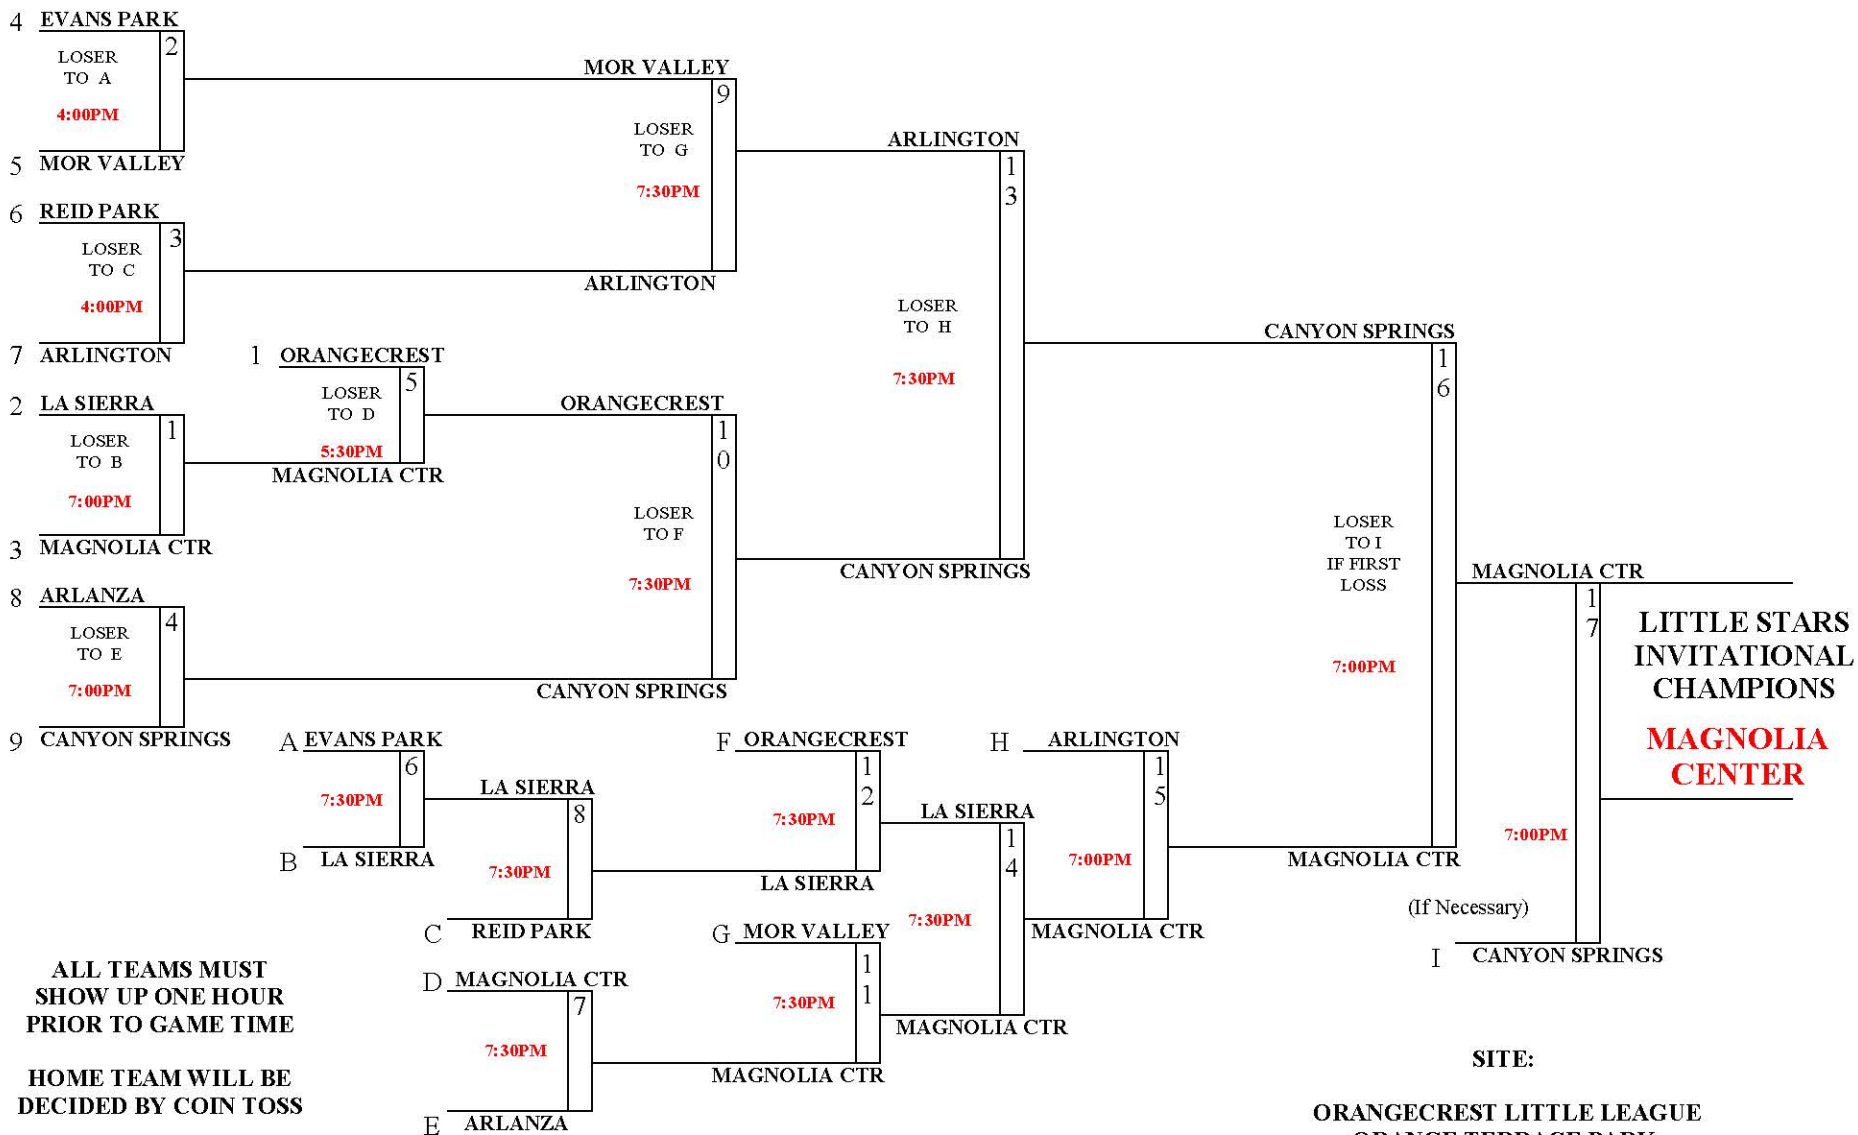 4 EVANS PARK
2
LOSER
TO A
4:00PM
5 MOR VALLEY
6 REID PARK
3
LOSER
TO C
4:00PM
7 ARLINGTON
2 LA SIERRA
1
LOSER
TO B
7:00PM
3 MAGNOLIA CTR
8 ARLANZA
4
LOSER
TO E
7:00PM
9 CANYON SPRINGS
1 ORANGECREST
5
LOSER
TO D
5:30PM
MAGNOLIA CTR
MOR VALLEY
9
LOSER
TO G
7:30PM
ARLINGTON
ORANGECREST
1
0
LOSER
TO F
7:30PM
CANYON SPRINGS
ARLINGTON
1
3
LOSER
TO H
7:30PM
CANYON SPRINGS
CANYON SPRINGS
1
6
LOSER
TO I
IF FIRST
LOSS
7:00PM
MAGNOLIA CTR
MAGNOLIA CTR
1
7
7:00PM
(If Necessary)
I CANYON SPRINGS
LITTLE STARS
INVITATIONAL
CHAMPIONS
MAGNOLIA
CENTER
A EVANS PARK
6
7:30PM
B LA SIERRA
LA SIERRA
8
7:30PM
C REID PARK
D MAGNOLIA CTR
7
7:30PM
E ARLANZA
F ORANGECREST
1
2
7:30PM
LA SIERRA
G MOR VALLEY
1
1
7:30PM
MAGNOLIA CTR
LA SIERRA
1
4
7:30PM
MAGNOLIA CTR
H ARLINGTON
1
5
7:00PM
MAGNOLIA CTR
ALL TEAMS MUST
SHOW UP ONE HOUR
PRIOR TO GAME TIME
HOME TEAM WILL BE
DECIDED BY COIN TOSS
SITE:
ORANGECREST LITTLE LEAGUE
ORANGE TERRACE PARK